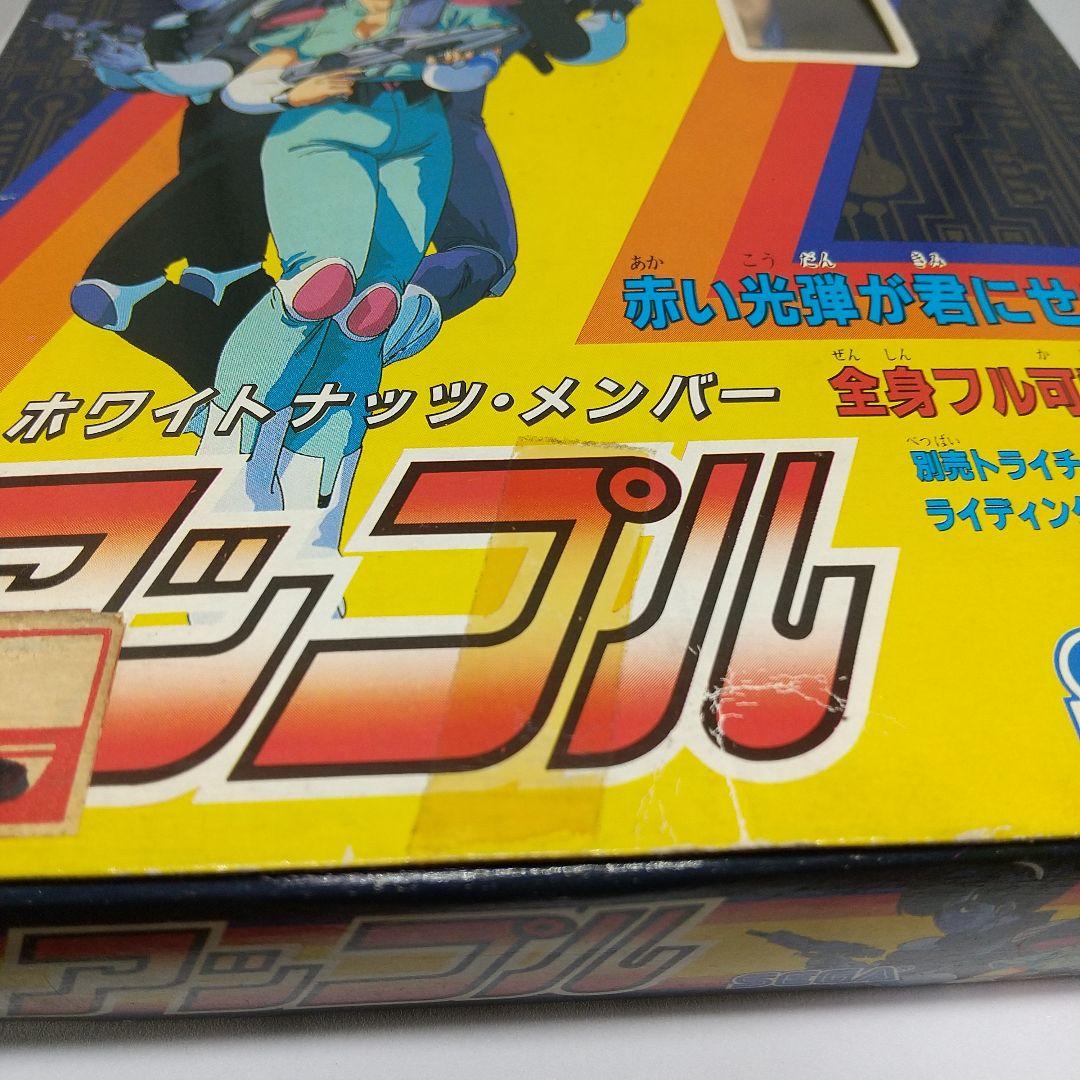 あか こう だん きみ
赤い光弾が君にせ
ぜんしん か
全身フル可
ホワイトナッツ・メンバー
べつばい
別売トライチ
ライディング
アップル
アップル
SEGA